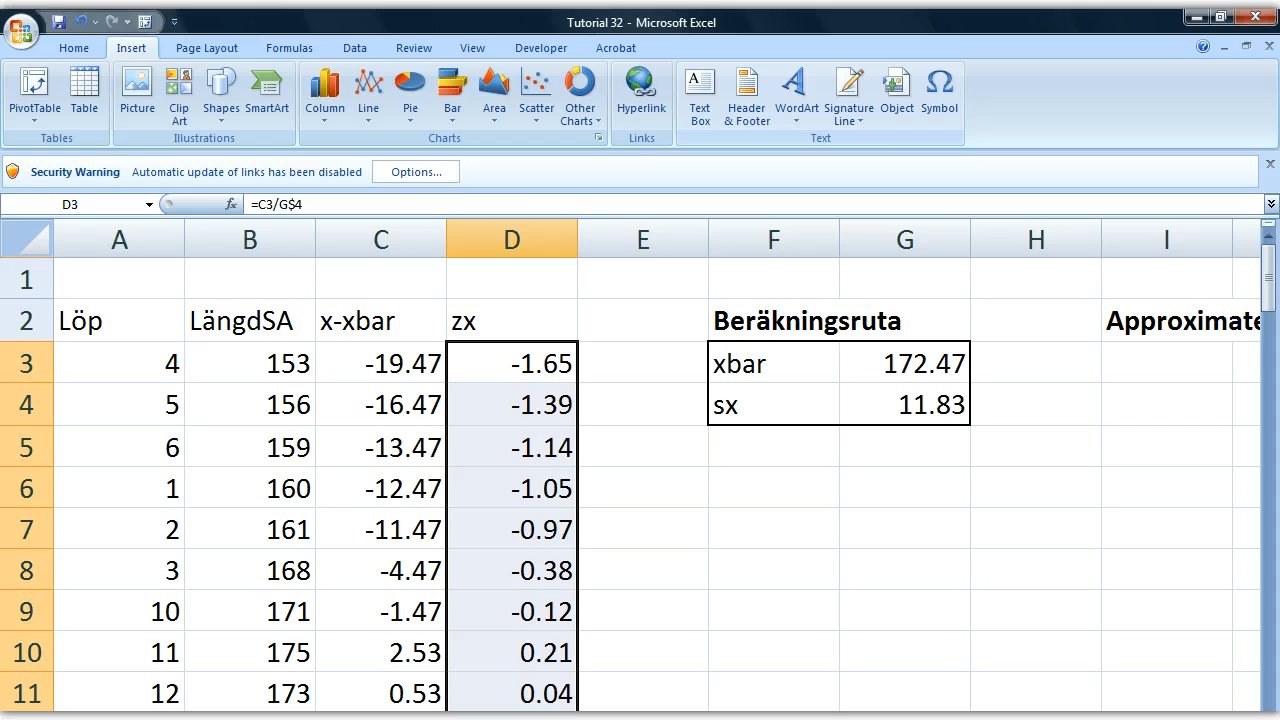 Tutorial 32 - Microsoft Excel
Home Insert Page Layout Formulas Data Review View Developer Acrobat
PivotTable Table Picture Clip Art Shapes SmartArt Column Line Pie Bar Area Scatter Other Charts Hyperlink Text Box Header & Footer WordArt Signature Line Object Symbol
Tables Illustrations Charts Links Text
Security Warning Automatic update of links has been disabled Options...
D3 fx =C3/G$4
A B C D E F G H I
1
2 Löp LängdSA x-xbar zx Beräkningsruta Approximate
3 4 153 -19.47 -1.65 xbar 172.47
4 5 156 -16.47 -1.39 sx 11.83
5 6 159 -13.47 -1.14
6 1 160 -12.47 -1.05
7 2 161 -11.47 -0.97
8 3 168 -4.47 -0.38
9 10 171 -1.47 -0.12
10 11 175 2.53 0.21
11 12 173 0.53 0.04